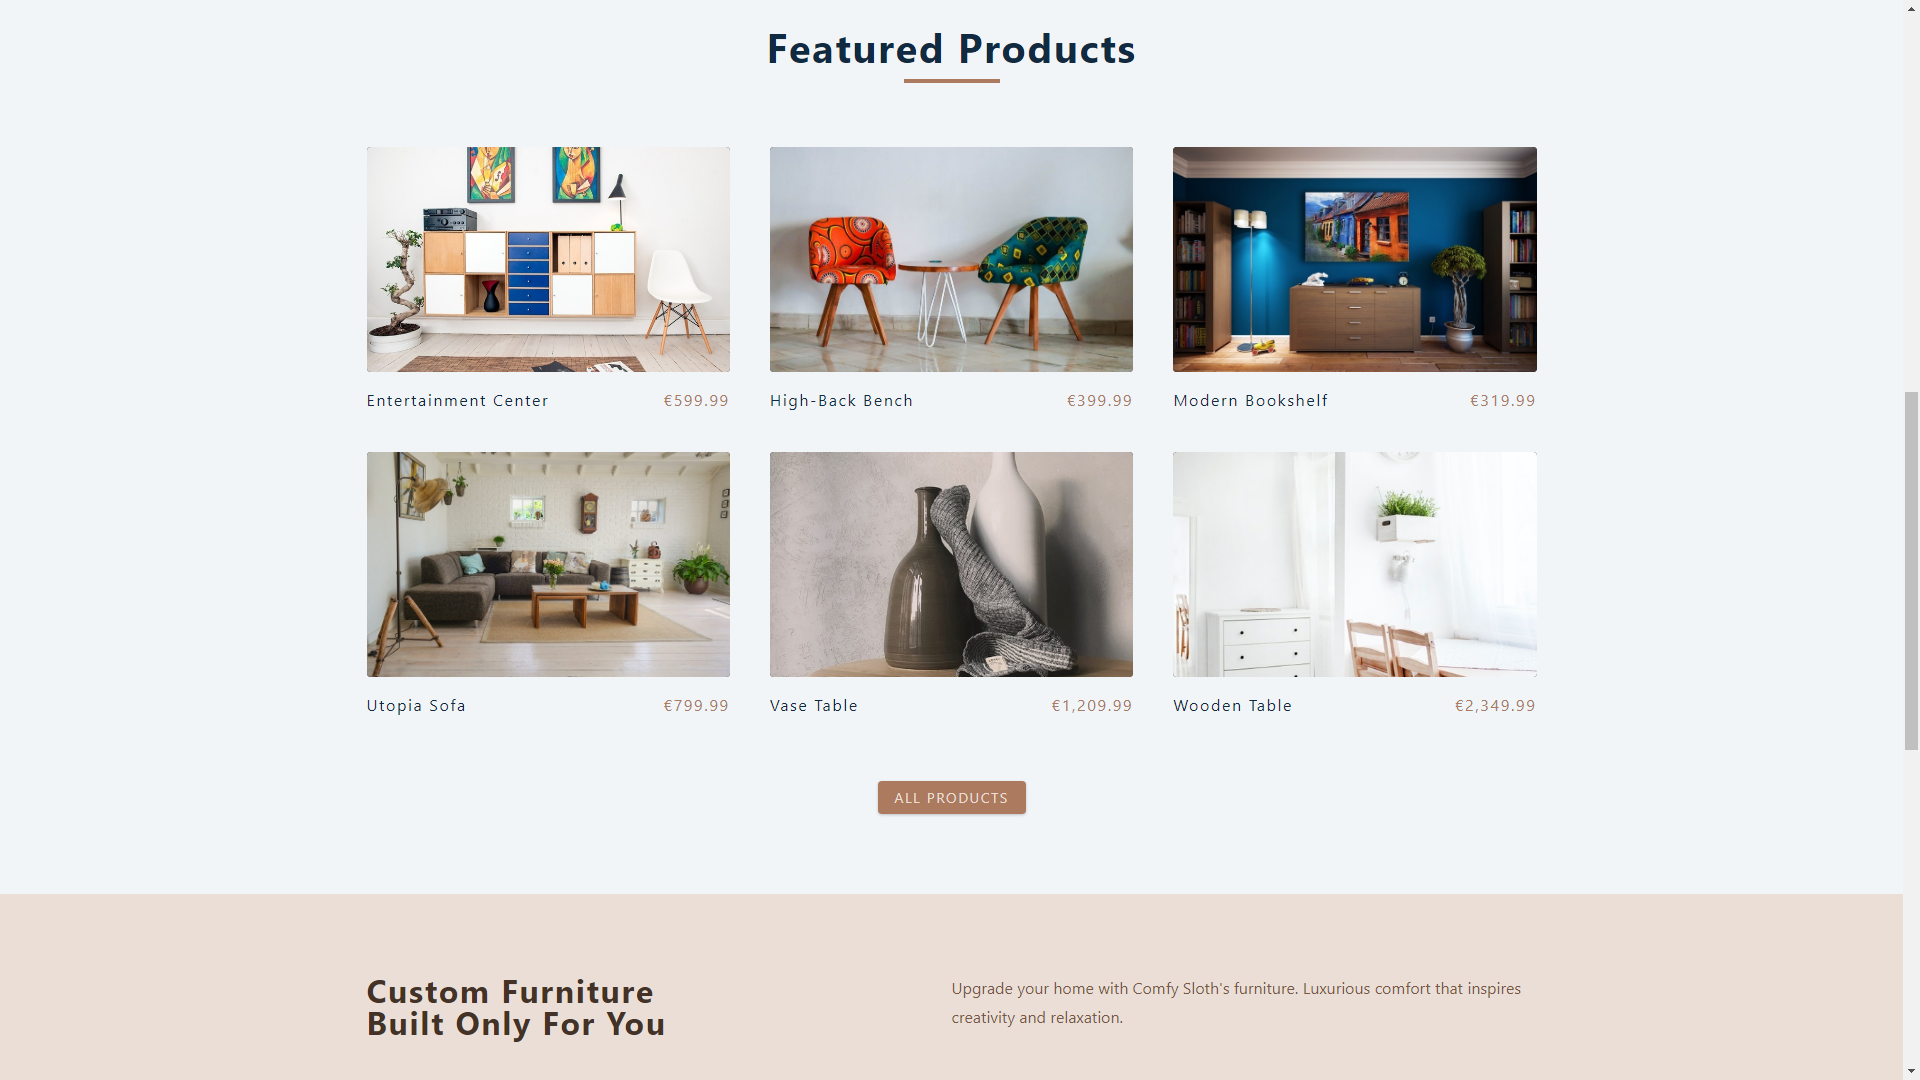 Featured Products
Entertainment Center €599.99
High-Back Bench €399.99
Modern Bookshelf €319.99
Utopia Sofa €799.99
Vase Table €1,209.99
Wooden Table €2,349.99
ALL PRODUCTS
Custom Furniture
Built Only For You
Upgrade your home with Comfy Sloth's furniture. Luxurious comfort that inspires
creativity and relaxation.